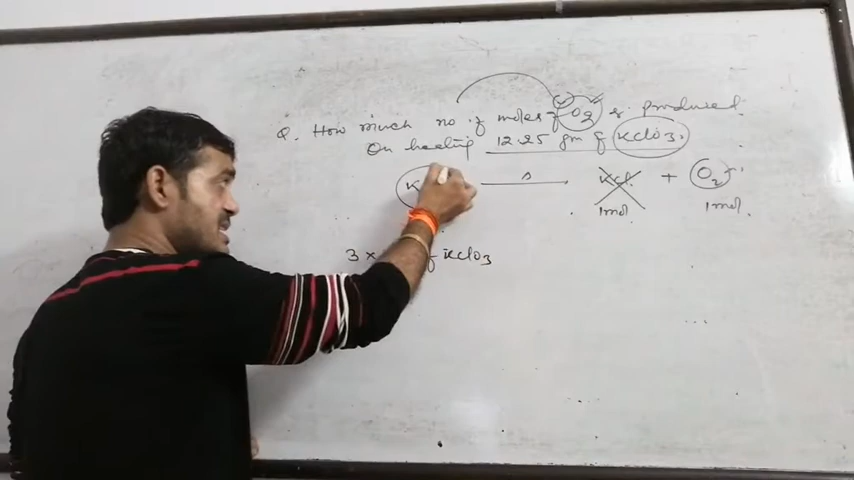 Q. How much no of moles of O2 is produced
On heating 12.25 gm of KClO3
K Δ KCl + O2
1mol 1mol.
3 × of KClO3